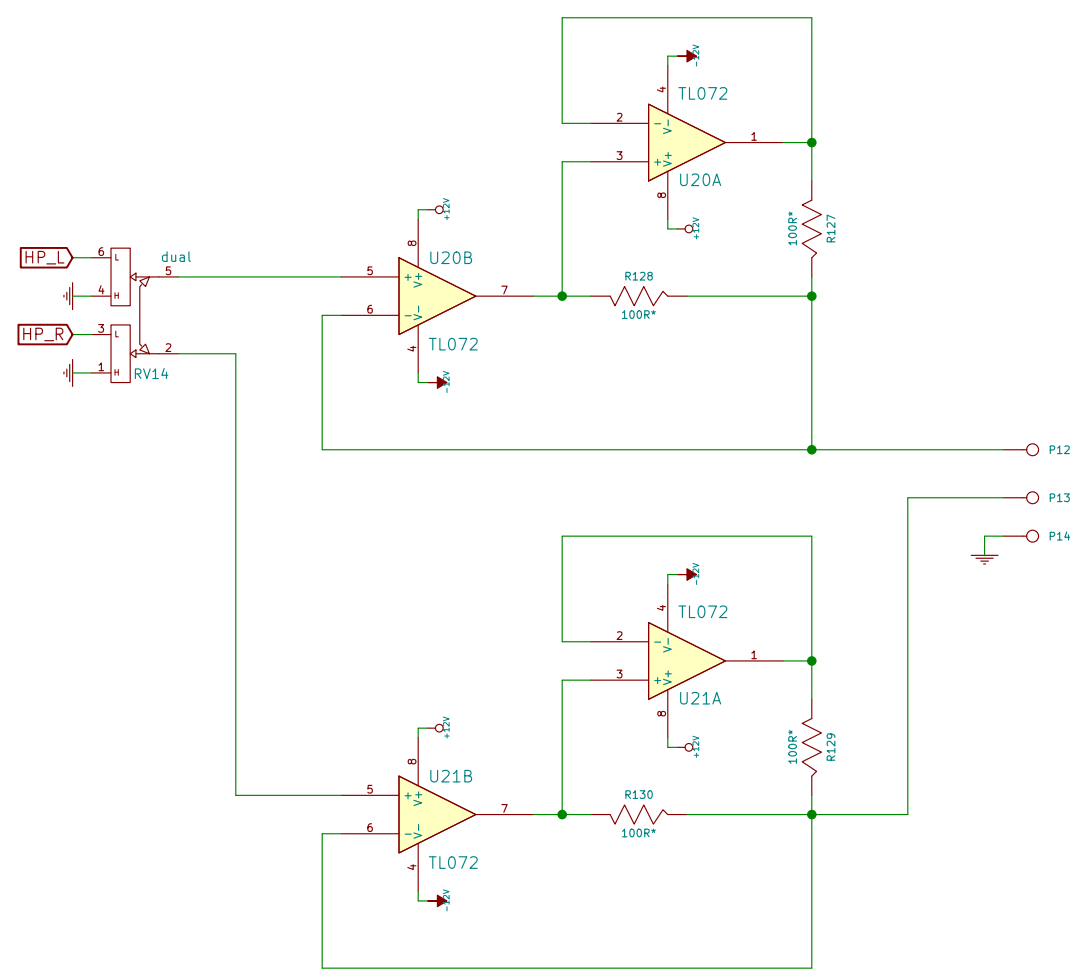 -12V
4
TL072
2
-
V-
1
3
+
V+
U20A
8
+12V
100R*
R127
+12V
8
HP_L
6
L
dual
5
4
H
5
+
V+
U20B
7
6
-
V-
4
TL072
-12V
R128
100R*
HP_R
3
L
2
1
H
RV14
P12
P13
P14
-12V
4
TL072
2
-
V-
1
3
+
V+
U21A
8
+12V
100R*
R129
+12V
8
U21B
5
+
V+
7
6
-
V-
4
TL072
-12V
R130
100R*